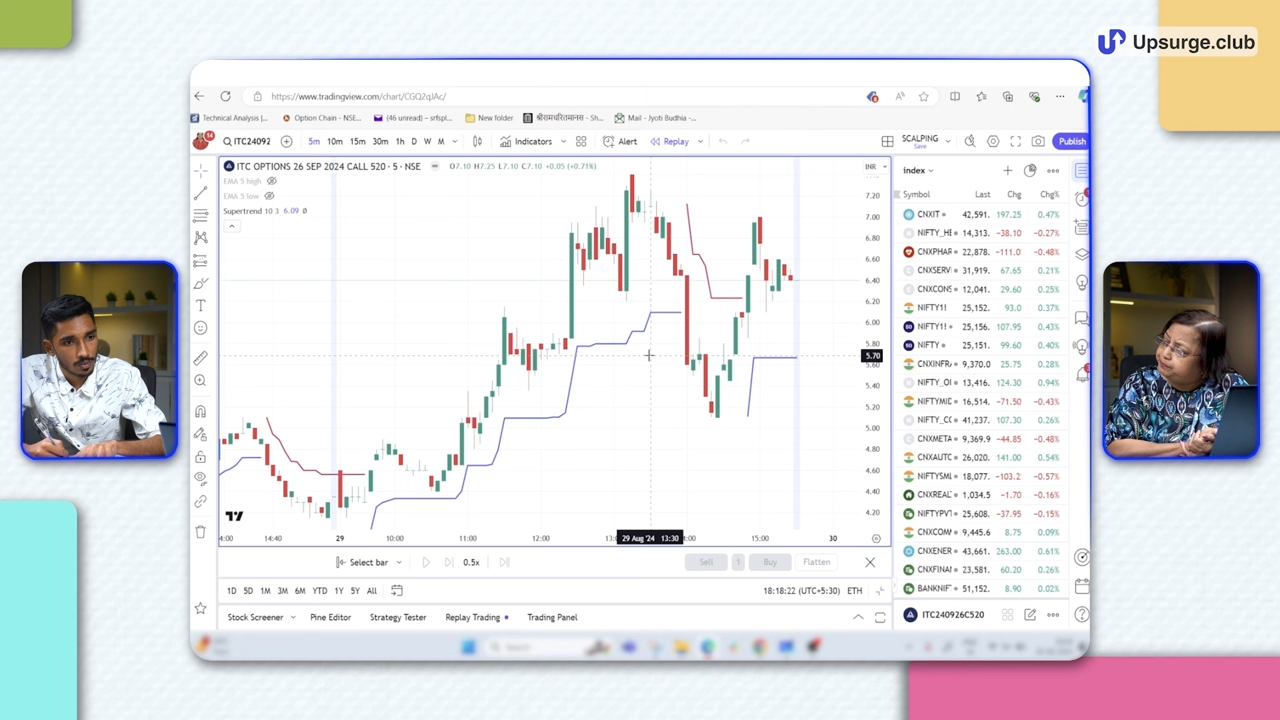 Upsurge.club
https://www.tradingview.com/chart/CGQ2qJAc/
Technical Analysis |... Option Chain - NSE... (46 unread) – srfispl... New folder श्रीरामचरितमानस - Sh... Mail – Jyoti Budhia –...
14 ITC24092 5m 10m 15m 30m 1h D W M Indicators Alert Replay SCALPING Save Publish
ITC OPTIONS 26 SEP 2024 CALL 520 · 5 · NSE O7.10 H7.25 L7.10 C7.10 +0.05 (+0.71%) INR
EMA 5 high
EMA 5 low
Supertrend 10 3 6.09 Ø
7.20
7.00
6.80
6.60
6.40
6.20
6.00
5.80
5.70
5.60
5.40
5.20
5.00
4.80
4.60
4.40
4.20
14:40 29 10:00 11:00 12:00 29 Aug '24 13:30 15:00 30
Select bar 0.5x Sell 1 Buy Flatten
1D 5D 1M 3M 6M YTD 1Y 5Y All 18:18:22 (UTC+5:30) ETH
Stock Screener Pine Editor Strategy Tester Replay Trading Trading Panel
index
Symbol Last Chg Chg%
CNXIT 42,591. 197.25 0.47%
NIFTY_HE 14,313. −38.10 −0.27%
CNXPHAR 22,878. −111.0 −0.48%
CNXSERV 31,919. 67.65 0.21%
CNXCONS 12,041. 29.60 0.25%
NIFTY1! 25,152. 93.0 0.37%
NIFTY1! 25,156. 107.95 0.43%
NIFTY 25,151. 99.60 0.40%
CNXINFRA 9,370.0 25.75 0.28%
NIFTY_OI 13,416. 124.30 0.94%
NIFTYMID 16,514. −71.50 −0.43%
NIFTY_CO 41,237. 107.30 0.26%
CNXMETA 9,369.9 −44.85 −0.48%
CNXAUTO 26,020. 141.00 0.54%
NIFTYSML 18,077. −103.2 −0.57%
CNXREAL 1,034.5 −1.70 −0.16%
NIFTYPVT 25,608. −37.95 −0.15%
CNXCOM 9,445.6 8.75 0.09%
CNXENER 43,661. 263.00 0.61%
CNXFINAN 23,581. 60.20 0.26%
BANKNIFT 51,152. 8.90 0.02%
ITC240926C520